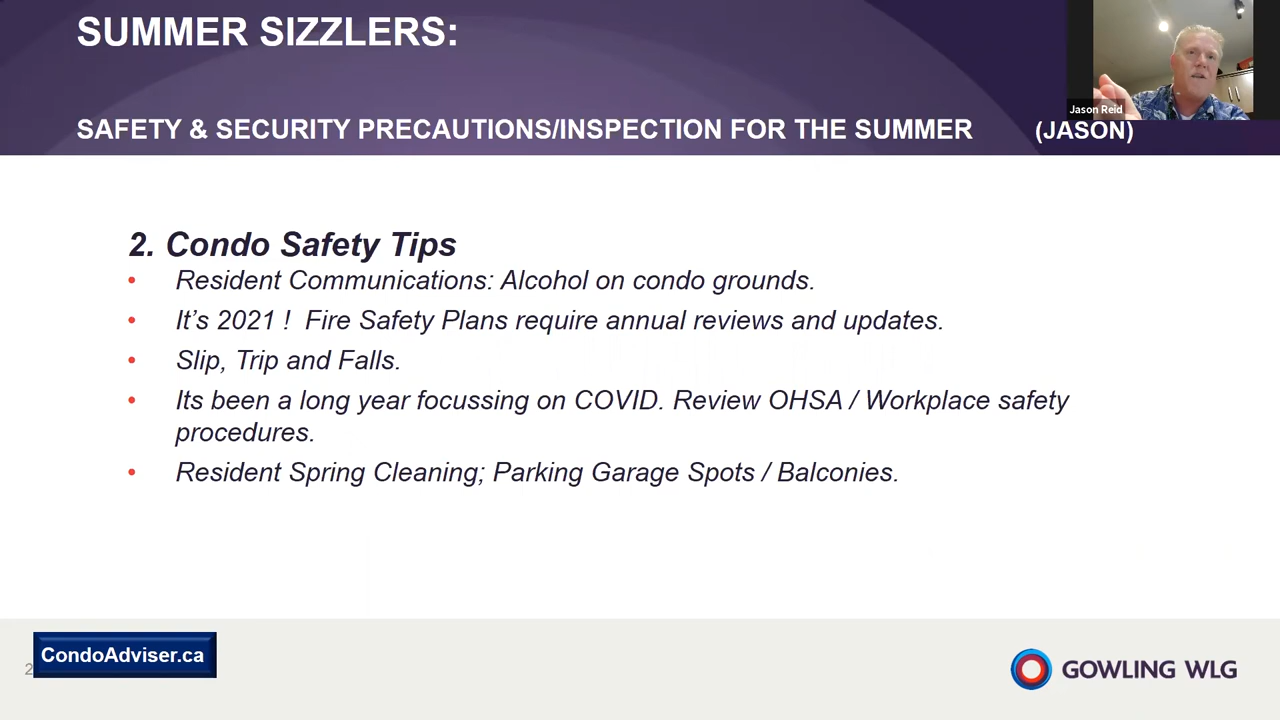 SUMMER SIZZLERS:
Jason Reid
SAFETY & SECURITY PRECAUTIONS/INSPECTION FOR THE SUMMER (JASON)
2. Condo Safety Tips
• Resident Communications: Alcohol on condo grounds.
• It’s 2021 ! Fire Safety Plans require annual reviews and updates.
• Slip, Trip and Falls.
• Its been a long year focussing on COVID. Review OHSA / Workplace safety
procedures.
• Resident Spring Cleaning; Parking Garage Spots / Balconies.
CondoAdviser.ca
GOWLING WLG